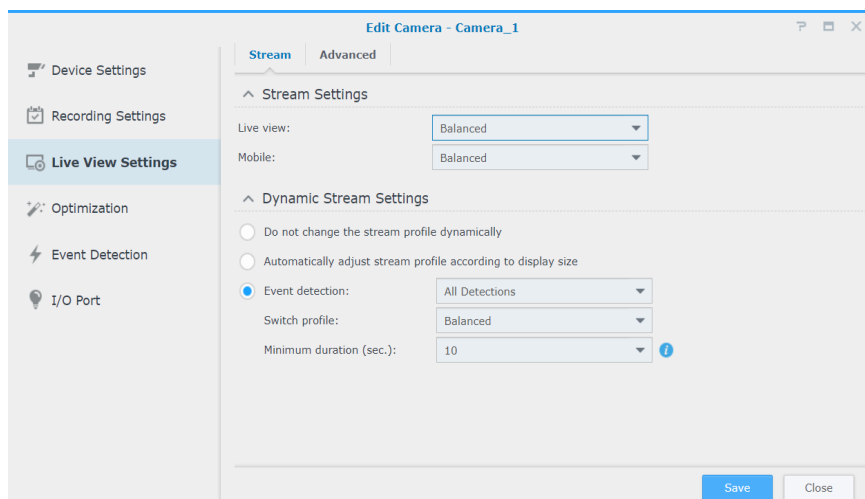 Edit Camera - Camera_1
Device Settings
Recording Settings
Live View Settings
Optimization
Event Detection
I/O Port
Stream Advanced
Stream Settings
Live view: Balanced
Mobile: Balanced
Dynamic Stream Settings
Do not change the stream profile dynamically
Automatically adjust stream profile according to display size
Event detection: All Detections
Switch profile: Balanced
Minimum duration (sec.): 10
Save Close